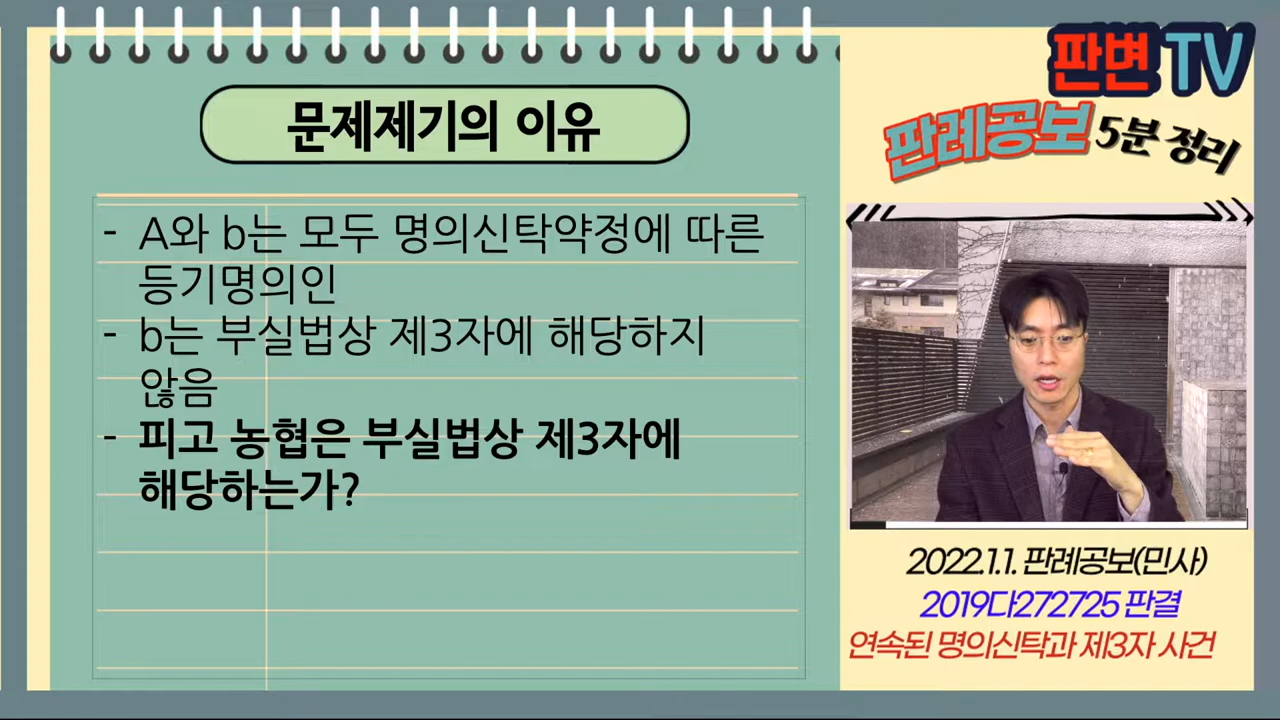 판변 TV
판례공보 5분 정리
문제제기의 이유
- A와 b는 모두 명의신탁약정에 따른
등기명의인
- b는 부실법상 제3자에 해당하지
않음
- 피고 농협은 부실법상 제3자에
해당하는가?
2022.1.1. 판례공보(민사)
2019다272725 판결
연속된 명의신탁과 제3자 사건